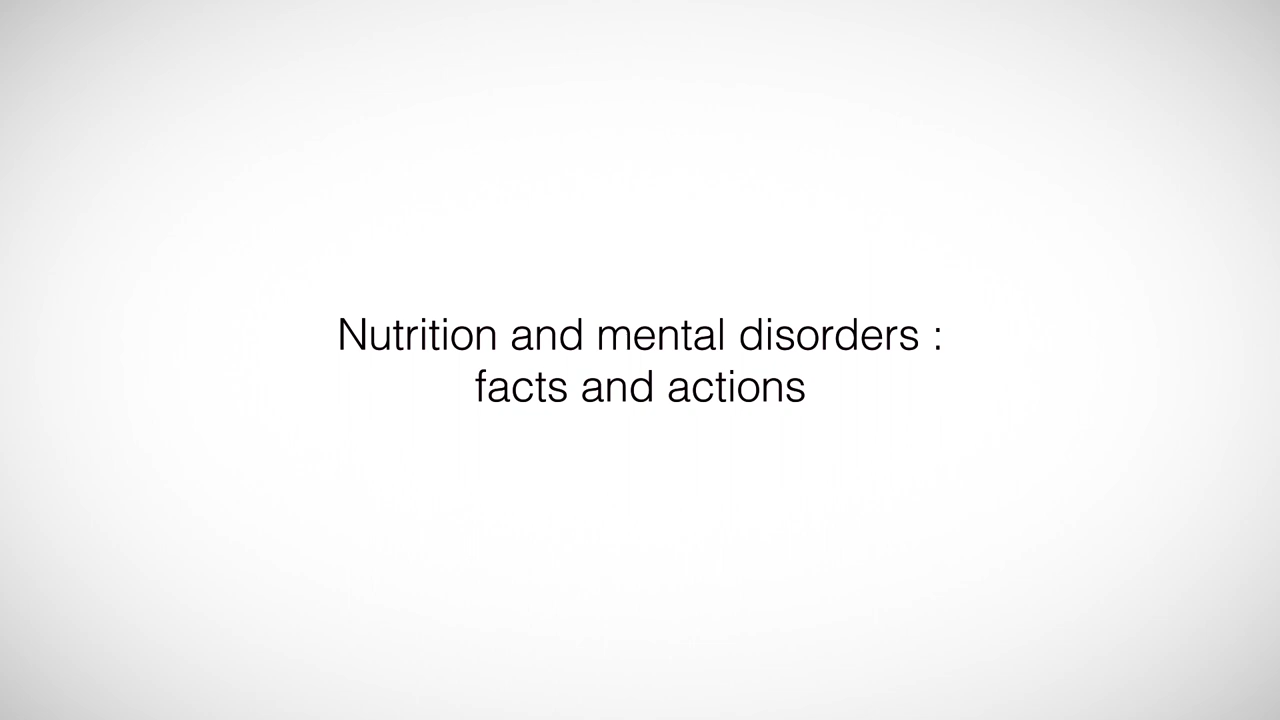 Nutrition and mental disorders :
facts and actions